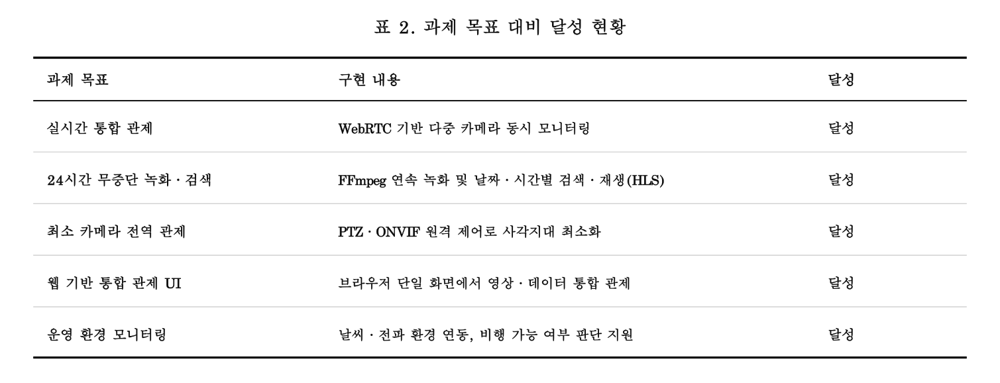 표 2. 과제 목표 대비 달성 현황
과제 목표 구현 내용 달성
실시간 통합 관제 WebRTC 기반 다중 카메라 동시 모니터링 달성
24시간 무중단 녹화·검색 FFmpeg 연속 녹화 및 날짜·시간별 검색·재생(HLS) 달성
최소 카메라 전역 관제 PTZ·ONVIF 원격 제어로 사각지대 최소화 달성
웹 기반 통합 관제 UI 브라우저 단일 화면에서 영상·데이터 통합 관제 달성
운영 환경 모니터링 날씨·전파 환경 연동, 비행 가능 여부 판단 지원 달성